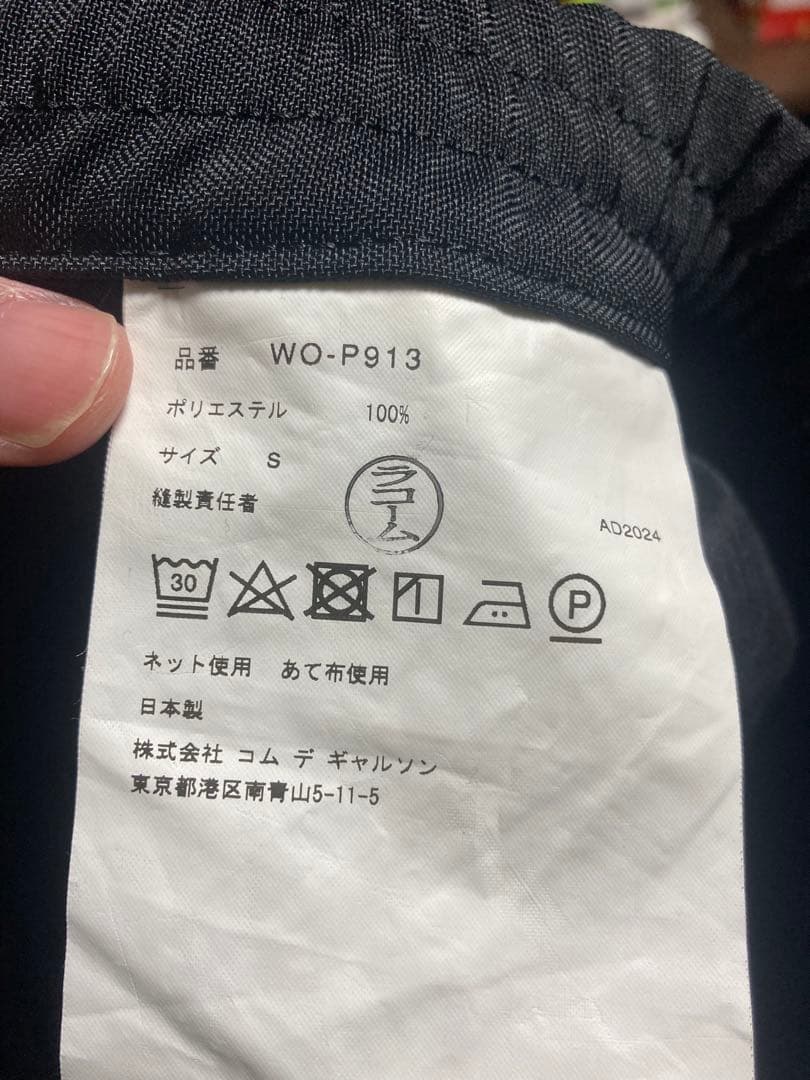 品番 WO-P913
ポリエステル 100%
サイズ S
縫製責任者 ラコーム
AD2024
30
P
ネット使用 あて布使用
日本製
株式会社 コム デ ギャルソン
東京都港区南青山5-11-5